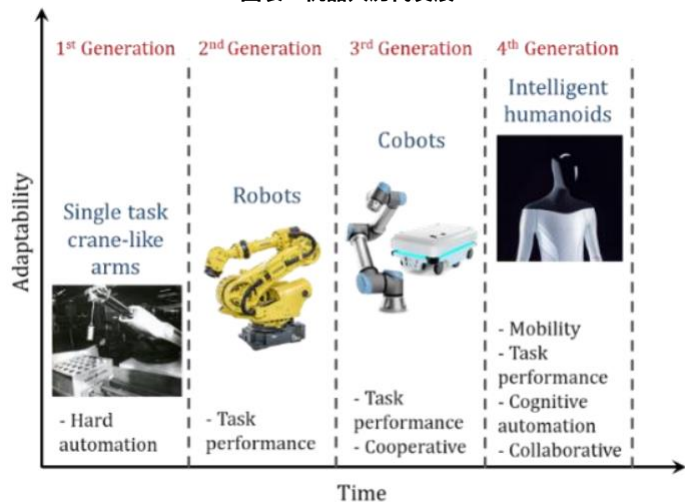 1st Generation
2nd Generation
3rd Generation
4th Generation
Single task
crane-like
arms
- Hard
automation
Robots
- Task
performance
Cobots
- Task
performance
- Cooperative
Intelligent
humanoids
- Mobility
- Task
performance
- Cognitive
automation
- Collaborative
Adaptability
Time